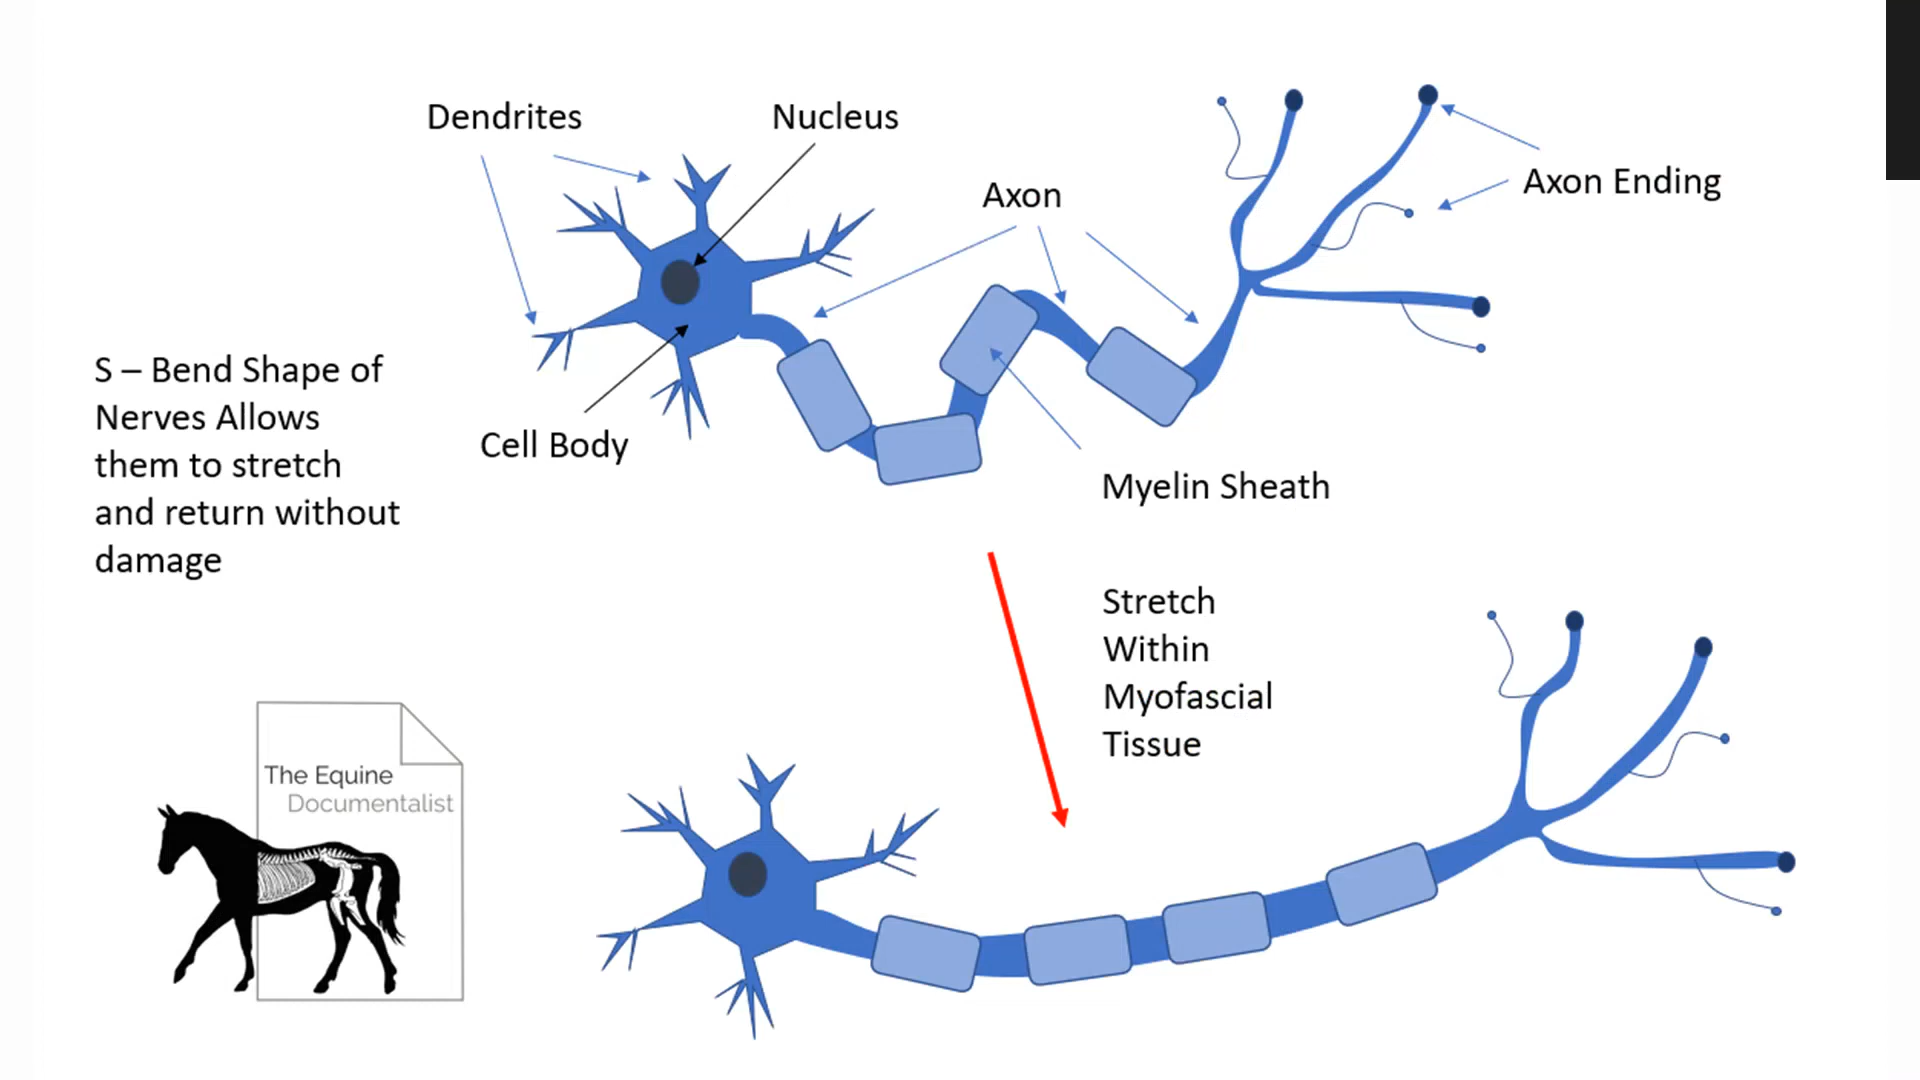 Dendrites
Nucleus
Axon
Axon Ending
S – Bend Shape of
Nerves Allows
them to stretch
and return without
damage
Cell Body
Myelin Sheath
Stretch
Within
Myofascial
Tissue
The Equine
Documentalist